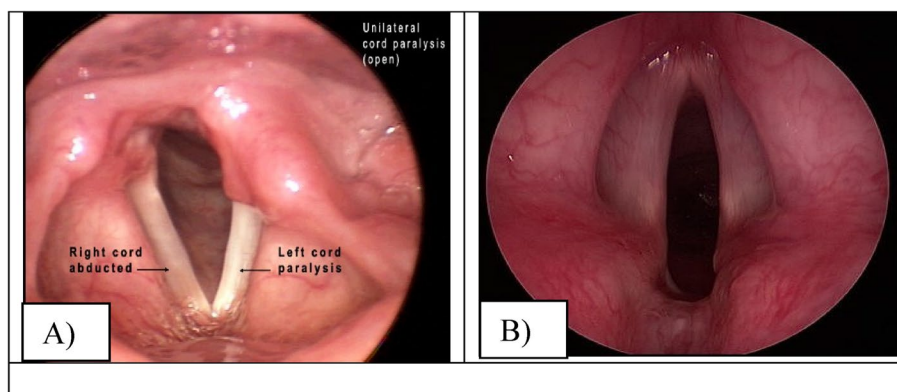 Unilateral
cord paralysis
(open)
Right cord
abducted
Left cord
paralysis
A)
B)